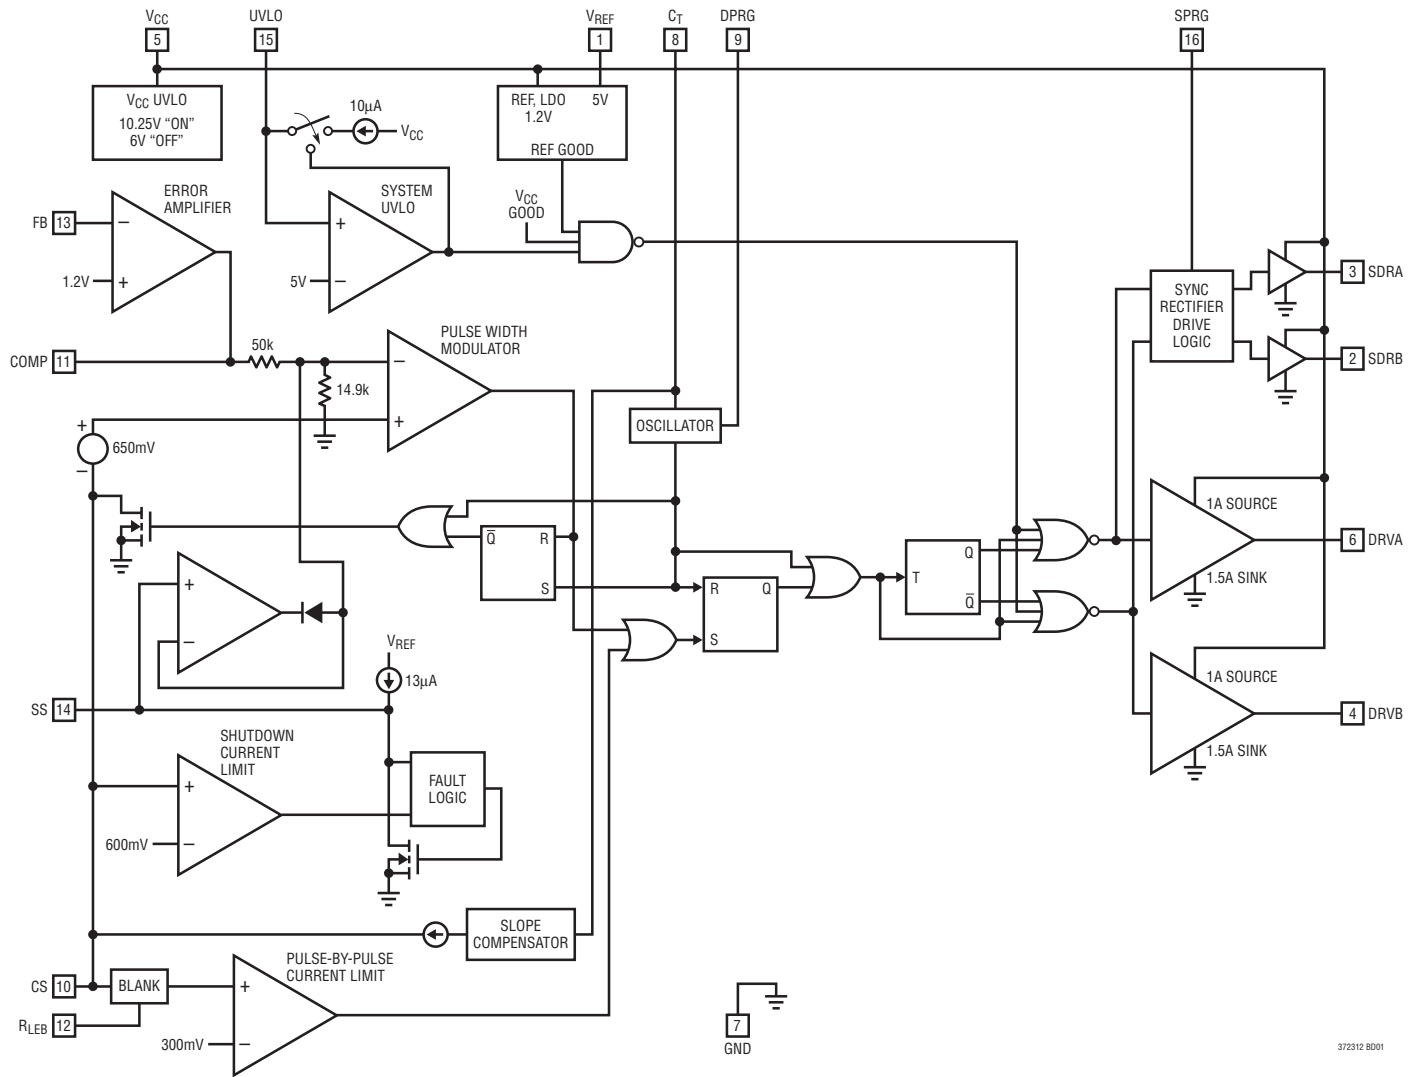 VCC UVLO VREF CT DPRG SPRG
5 15 1 8 9 16
VCC UVLO
10.25V “ON”
6V “OFF”
10µA
VCC
REF, LDO 5V
1.2V
REF GOOD
ERROR
AMPLIFIER
FB 13
−
1.2V
+
SYSTEM
UVLO
+
5V
−
VCC
GOOD
SYNC
RECTIFIER
DRIVE
LOGIC
3 SDRA
2 SDRB
COMP 11
50k
14.9k
PULSE WIDTH
MODULATOR
−
+
+
650mV
−
OSCILLATOR
Q̅ R
S
R Q
S
T
Q
Q̅
1A SOURCE
1.5A SINK
6 DRVA
1A SOURCE
1.5A SINK
4 DRVB
+
−
VREF
13µA
SS 14
SHUTDOWN
CURRENT
LIMIT
+
600mV
−
FAULT
LOGIC
SLOPE
COMPENSATOR
PULSE-BY-PULSE
CURRENT LIMIT
CS 10
BLANK
+
RLEB 12
300mV
−
7
GND
372312 BD01